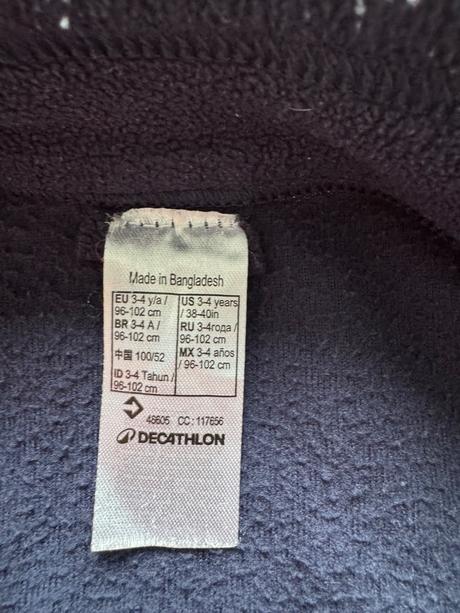 Made in Bangladesh
EU 3-4 y/a /
96-102 cm
BR 3-4 A /
96-102 cm
中国 100/52
ID 3-4 Tahun /
96-102 cm
US 3-4 years
/ 38-40in
RU 3-4года
/ 96-102 cm
MX 3-4 años
/ 96-102 cm
46605 CC : 117656
DECATHLON